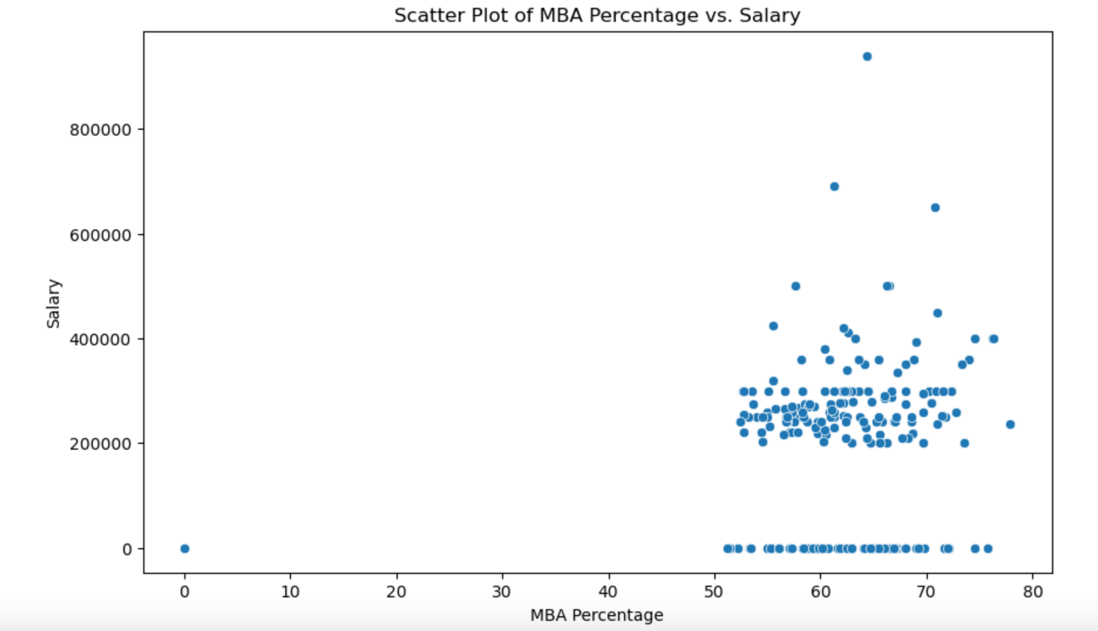 Scatter Plot of MBA Percentage vs. Salary
800000
600000
400000
200000
0
Salary
0 10 20 30 40 50 60 70 80
MBA Percentage